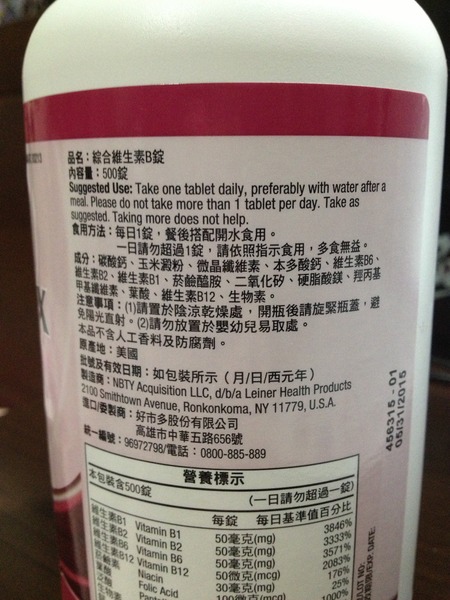 品名：綜合維生素B錠
內容量：500錠
Suggested Use: Take one tablet daily, preferably with water after a
meal. Please do not take more than 1 tablet per day. Take as
suggested. Taking more does not help.
食用方法：每日1錠，餐後搭配開水食用。
一日請勿超過1錠，請依照指示食用，多食無益。
成分：碳酸鈣、玉米澱粉、微晶纖維素、本多酸鈣、維生素B6、
維生素B2、維生素B1、菸鹼醯胺、二氧化矽、硬脂酸鎂、羥丙基
甲基纖維素、葉酸、維生素B12、生物素。
注意事項：(1)請置於陰涼乾燥處，開瓶後請旋緊瓶蓋，避
免陽光直射。(2)請勿放置於嬰幼兒易取處。
本品不含人工香料及防腐劑。
原產地：美國
批號及有效日期：如包裝所示（月/日/西元年）
製造商：NBTY Acquisition LLC, d/b/a Leiner Health Products
2100 Smithtown Avenue, Ronkonkoma, NY 11779, U.S.A.
進口/委製商：好市多股份有限公司
高雄市中華五路656號
統一編號：96972798/電話：0800-885-889
456315-01
05/31/2015
營養標示
本包裝含500錠
(一日請勿超過一錠)
每錠 每日基準值百分比
維生素B1 Vitamin B1 50毫克(mg) 3846%
維生素B2 Vitamin B2 50毫克(mg) 3333%
維生素B6 Vitamin B6 50毫克(mg) 3571%
維生素B12 Vitamin B12 50微克(mcg) 2083%
Niacin 50毫克(mg) 176%
葉酸 Folic Acid 25%
1000%